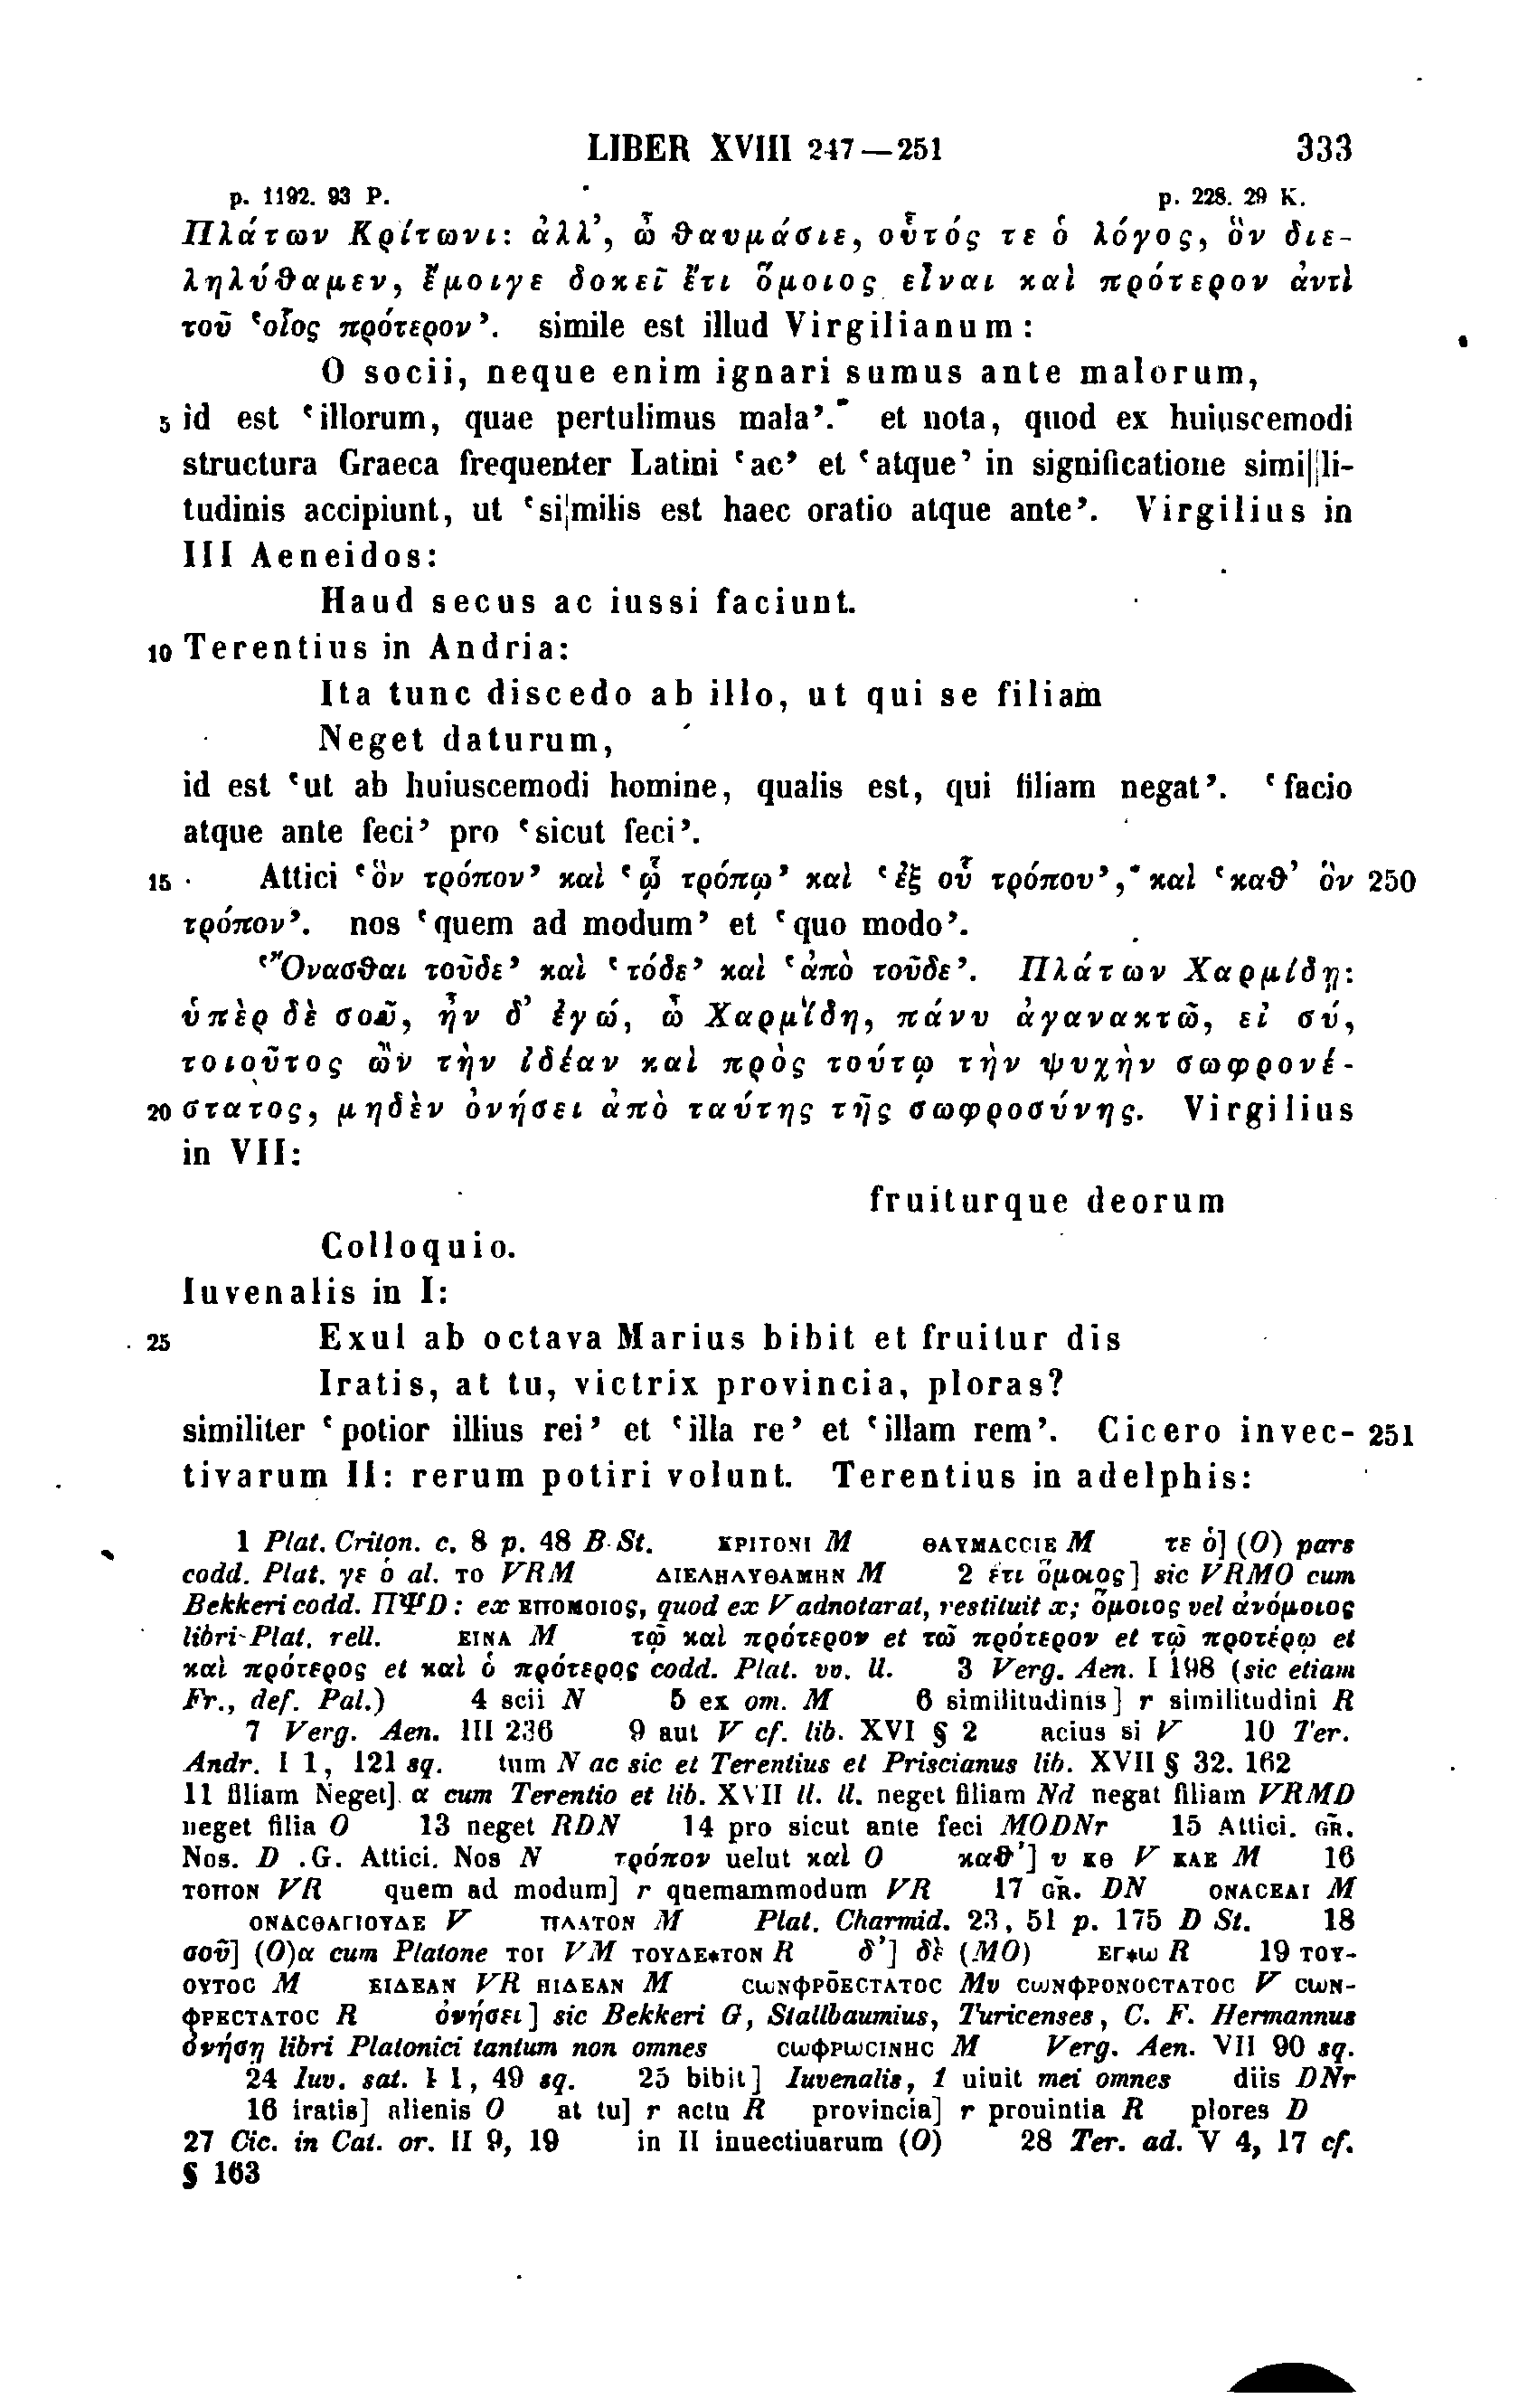 LIBER XVIII 247—251 333
p. 1192. 93 P. p. 228. 29 K.
Πλάτων Κρίτωνι: ἀλλ’, ὦ θαυμάσιε, οὗτός τε ὁ λόγος, ὃν διε-
ληλύθαμεν, ἔμοιγε δοκεῖ ἔτι ὅμοιος εἶναι καὶ πρότερον ἀντὶ
τοῦ ‘οἷος πρότερον’. simile est illud Virgilianum:
O socii, neque enim ignari sumus ante malorum,
5 id est ‘illorum, quae pertulimus mala’. et nota, quod ex huiuscemodi
structura Graeca frequenter Latini ‘ac’ et ‘atque’ in significatione simi||li-
tudinis accipiunt, ut ‘si|milis est haec oratio atque ante’. Virgilius in
III Aeneidos:
Haud secus ac iussi faciunt.
10 Terentius in Andria:
Ita tunc discedo ab illo, ut qui se filiam
Neget daturum,
id est ‘ut ab huiuscemodi homine, qualis est, qui filiam negat’. ‘facio
atque ante feci’ pro ‘sicut feci’.
15 Attici ‘ὃν τρόπον’ καὶ ‘ᾧ τρόπῳ’ καὶ ‘ἐξ οὗ τρόπου’, καὶ ‘καθ’ ὃν 250
τρόπον’. nos ‘quem ad modum’ et ‘quo modo’.
‘Ὄνασθαι τοῦδε’ καὶ ‘τόδε’ καὶ ‘ἀπὸ τοῦδε’. Πλάτων Χαρμίδῃ:
ὑπὲρ δὲ σοῦ, ἦν δ’ ἐγώ, ὦ Χαρμίδη, πάνυ ἀγανακτῶ, εἰ σύ,
τοιοῦτος ὢν τὴν ἰδέαν καὶ πρὸς τούτῳ τὴν ψυχὴν σωφρονέ-
20 στατος, μηδὲν ὀνήσει ἀπὸ ταύτης τῆς σωφροσύνης. Virgilius
in VII:
fruiturque deorum
Colloquio.
Iuvenalis in I:
25 Exul ab octava Marius bibit et fruitur dis
Iratis, at tu, victrix provincia, ploras?
similiter ‘potior illius rei’ et ‘illa re’ et ‘illam rem’. Cicero invec- 251
tivarum II: rerum potiri volunt. Terentius in adelphis:
1 Plat. Criton. c. 8 p. 48 B St. ΚΡΙΤΟΝΙ M ΘΑΥΜΑCCΙΕ M τε ὁ] (O) pars
codd. Plat. γε ὁ al. το VRM ΔΙΕΛΗΛΥΘΑΜΗΝ M 2 ἔτι ὅμοιος] sic VRMO cum
Bekkeri codd. ΠΨD: ex ΕΠΟΜΟΙΟς, quod ex V adnotarat, restituit x; ὅμοιος vel ἀνόμοιος
libri Plat. rell. ΕΙΝΑ M τῷ καὶ πρότερον et τῶ πρότερον et τῷ προτέρῳ et
καὶ πρότερος et καὶ ὁ πρότερος codd. Plat. vv. ll. 3 Verg. Aen. I 198 (sic etiam
Fr., def. Pal.) 4 scii N 5 ex om. M 6 similitudinis] r similitudini R
7 Verg. Aen. III 236 9 aut V cf. lib. XVI § 2 acius si V 10 Ter.
Andr. I 1, 121 sq. tum N ac sic et Terentius et Priscianus lib. XVII § 32. 162
11 filiam Neget] α cum Terentio et lib. XVII ll. ll. neget filiam Nd negat filiam VRMD
neget filia O 13 neget RDN 14 pro sicut ante feci MODNr 15 Attici. GR.
Nos. D .G. Attici. Nos N τρόπον uelut καὶ O καθ’] υ ΚΘ V ΚΑΕ M 16
ΤΟΠΟΝ VR quem ad modum] r quemammodum VR 17 GR. DN ΟΝΑCΕΑΙ M
ΟΝΑCΘΑΓΙΟΥΔΕ V ΠΛΑΤΟΝ M Plat. Charmid. 23, 51 p. 175 D St. 18
σοῦ] (O)α cum Platone ΤΟΙ VM ΤΟΥΔΕ*ΤΟΝ R δ’] δὲ (MO) ΕΓ*ω R 19 ΤΟΥ-
ΟΥΤΟC M ΕΙΔΕΑΝ VR ΗΙΔΕΑΝ M CωΝΦΡΟ̄ΕCΤΑΤΟC Mv CωΝΦΡΟΝΟCΤΑΤΟC V CωΝ-
ΦΡΕCΤΑΤΟC R ὀνήσει] sic Bekkeri G, Stallbaumius, Turicenses, C. F. Hermannus
ὀνήσῃ libri Platonici tantum non omnes CωΦΡωCΙΝΗC M Verg. Aen. VII 90 sq.
24 Iuv. sat. I 1, 49 sq. 25 bibit] Iuvenalis, 1 uiuit mei omnes diis DNr
16 iratis] alienis O at tu] r actu R provincia] r prouintia R plores D
27 Cic. in Cat. or. II 9, 19 in II inuectiuarum (O) 28 Ter. ad. V 4, 17 cf.
§ 163